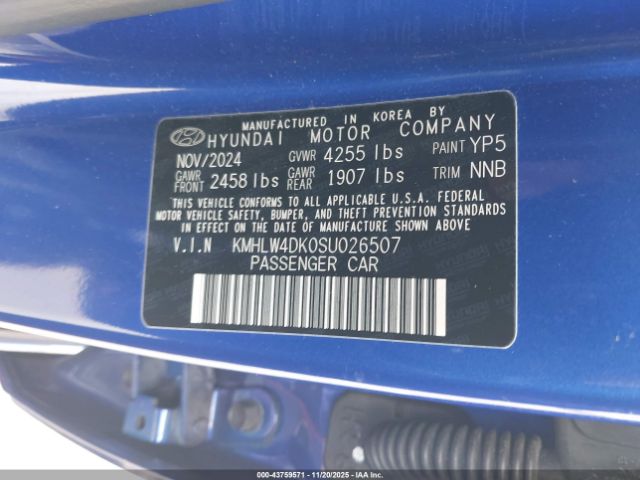 MANUFACTURED IN KOREA BY
HYUNDAI MOTOR COMPANY
NOV/2024 GVWR 4255 lbs PAINT YP5
GAWR FRONT 2458 lbs GAWR REAR 1907 lbs TRIM NNB
THIS VEHICLE CONFORMS TO ALL APPLICABLE U.S.A. FEDERAL
MOTOR VEHICLE SAFETY, BUMPER, AND THEFT PREVENTION STANDARDS
IN EFFECT ON THE DATE OF MANUFACTURE SHOWN ABOVE.
V.I.N KMHLW4DK0SU026507
PASSENGER CAR
00-43759571 - 11/20/2025 - IAA, Inc.